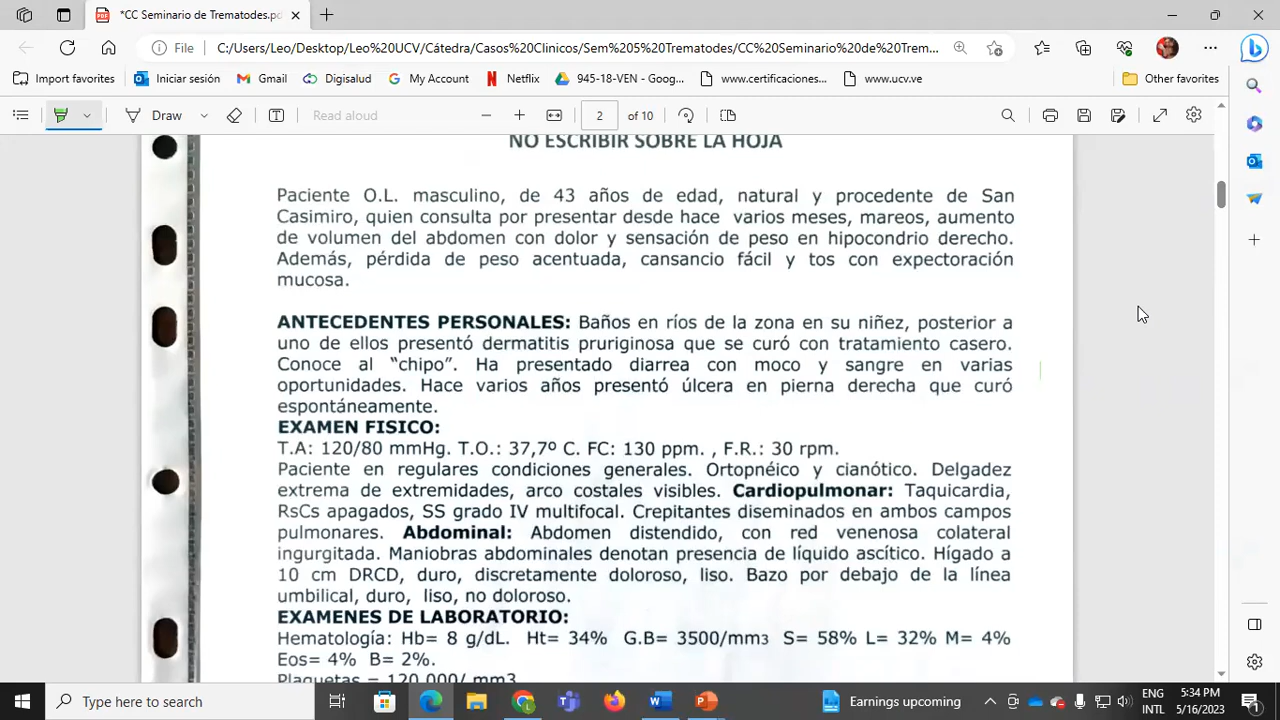 *CC Seminario de Trematodes.pd
File
C:/Users/Leo/Desktop/Leo%20UCV/Cátedra/Casos%20Clinicos/Sem%205%20Trematodes/CC%20Seminario%20de%20Trem...
Import favorites
Iniciar sesión
Gmail
Digisalud
My Account
Netflix
945-18-VEN - Goog...
www.certificaciones...
www.ucv.ve
Other favorites
Draw
Read aloud
2
of 10
NO ESCRIBIR SOBRE LA HOJA
Paciente O.L. masculino, de 43 años de edad, natural y procedente de San
Casimiro, quien consulta por presentar desde hace varios meses, mareos, aumento
de volumen del abdomen con dolor y sensación de peso en hipocondrio derecho.
Además, pérdida de peso acentuada, cansancio fácil y tos con expectoración
mucosa.
ANTECEDENTES PERSONALES: Baños en ríos de la zona en su niñez, posterior a
uno de ellos presentó dermatitis pruriginosa que se curó con tratamiento casero.
Conoce al “chipo”. Ha presentado diarrea con moco y sangre en varias
oportunidades. Hace varios años presentó úlcera en pierna derecha que curó
espontáneamente.
EXAMEN FISICO:
T.A: 120/80 mmHg. T.O.: 37,7º C. FC: 130 ppm. , F.R.: 30 rpm.
Paciente en regulares condiciones generales. Ortopnéico y cianótico. Delgadez
extrema de extremidades, arco costales visibles. Cardiopulmonar: Taquicardia,
RsCs apagados, SS grado IV multifocal. Crepitantes diseminados en ambos campos
pulmonares. Abdominal: Abdomen distendido, con red venenosa colateral
ingurgitada. Maniobras abdominales denotan presencia de líquido ascítico. Hígado a
10 cm DRCD, duro, discretamente doloroso, liso. Bazo por debajo de la línea
umbilical, duro, liso, no doloroso.
EXAMENES DE LABORATORIO:
Hematología: Hb= 8 g/dL. Ht= 34% G.B= 3500/mm3 S= 58% L= 32% M= 4%
Eos= 4% B= 2%.
Plaquetas = 120.000/ mm3
Type here to search
Earnings upcoming
ENG
INTL
5:34 PM
5/16/2023